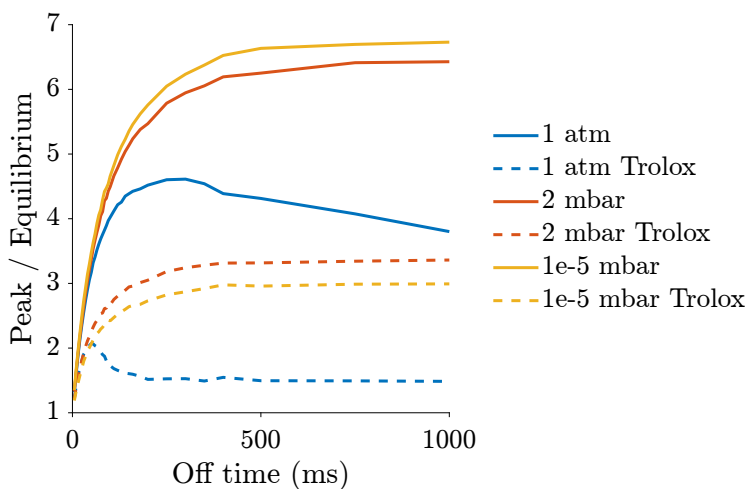 7
6
5
4
3
2
1
Peak / Equilibrium
0
500
1000
Off time (ms)
1 atm
1 atm Trolox
2 mbar
2 mbar Trolox
1e-5 mbar
1e-5 mbar Trolox